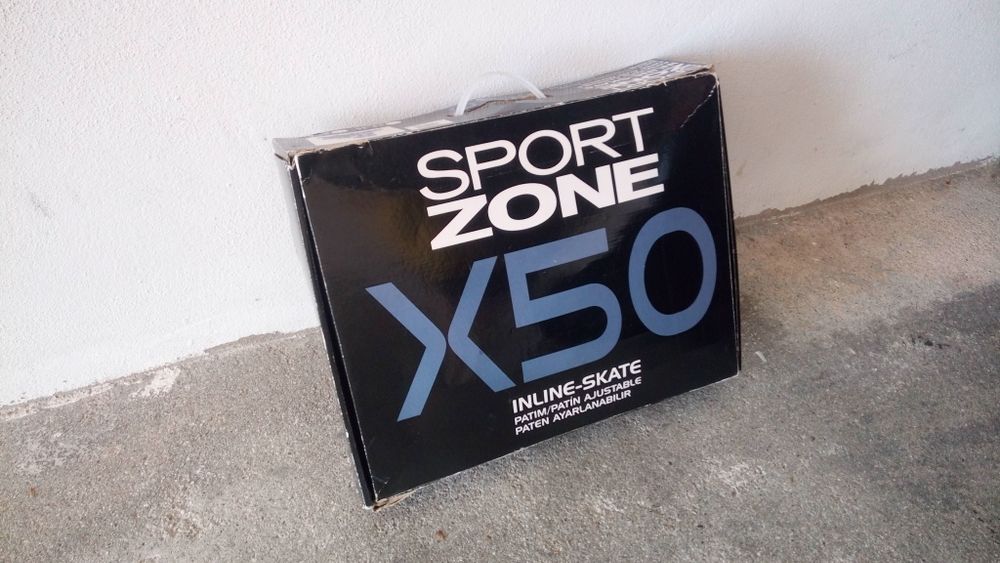 SPORT
ZONE
X50
INLINE-SKATE
PATIM/PATÍN AJUSTABLE
PATEN AYARLANABILIR